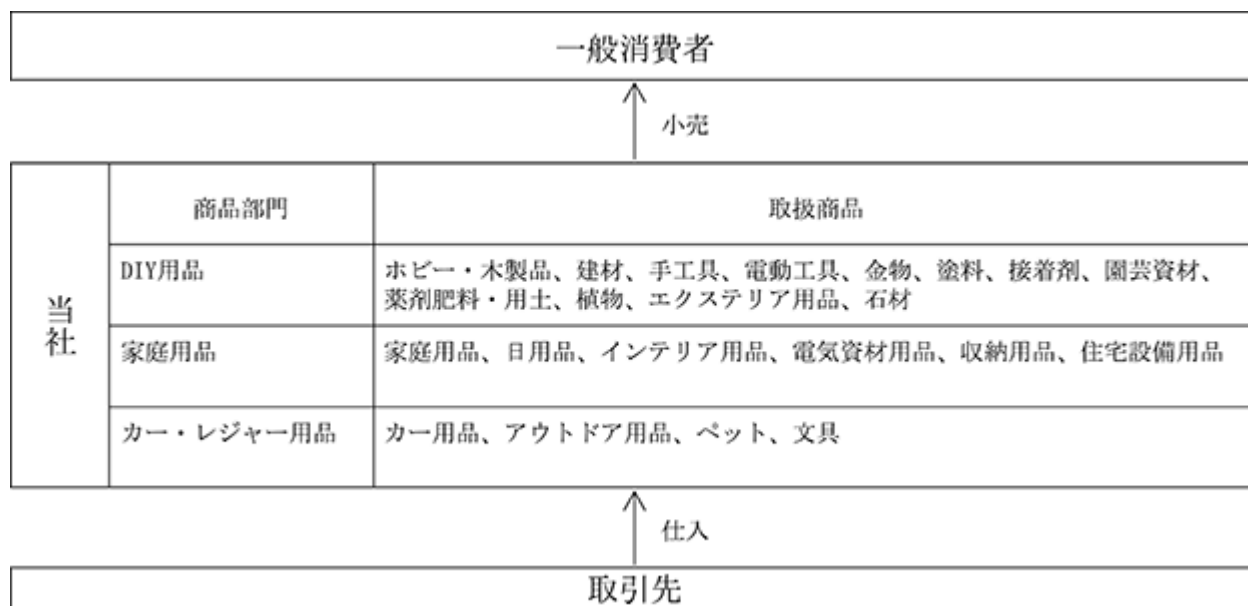 一般消費者
小売
当社
商品部門
取扱商品
DIY用品
ホビー・木製品、建材、手工具、電動工具、金物、塗料、接着剤、園芸資材、
薬剤肥料・用土、植物、エクステリア用品、石材
家庭用品
家庭用品、日用品、インテリア用品、電気資材用品、収納用品、住宅設備用品
カー・レジャー用品
カー用品、アウトドア用品、ペット、文具
仕入
取引先